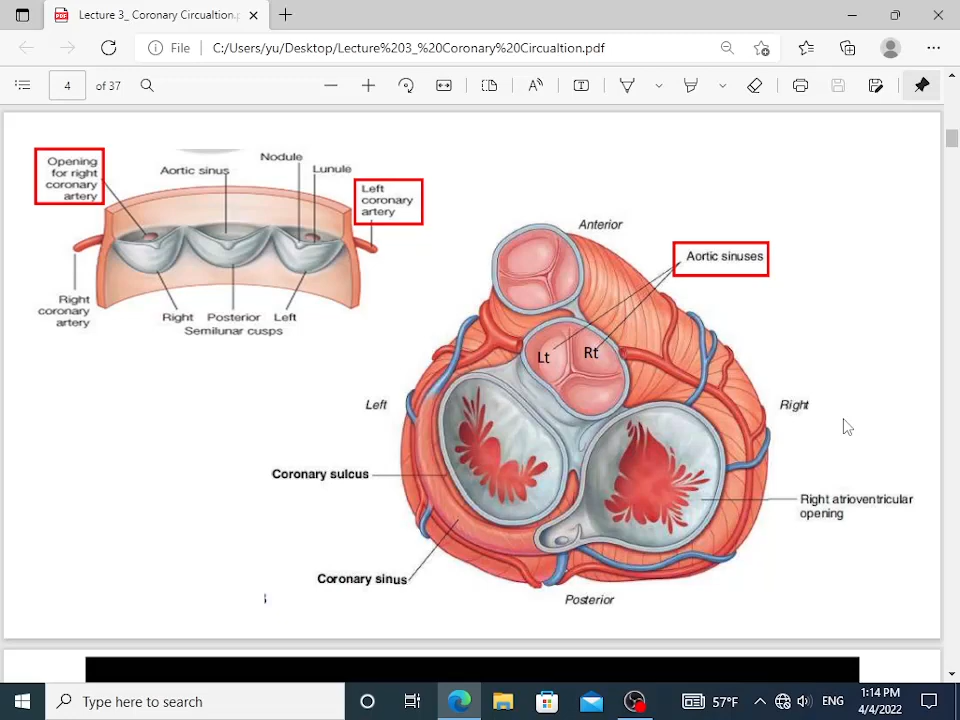 Lecture 3_ Coronary Circualtion.p
File
C:/Users/yu/Desktop/Lecture%203_%20Coronary%20Circualtion.pdf
4
of 37
Opening
for right
coronary
artery
Aortic sinus
Nodule
Lunule
Left
coronary
artery
Right
coronary
artery
Right
Posterior
Left
Semilunar cusps
Anterior
Aortic sinuses
Lt
Rt
Left
Right
Coronary sulcus
Right atrioventricular
opening
Coronary sinus
Posterior
Type here to search
57°F
ENG
1:14 PM
4/4/2022